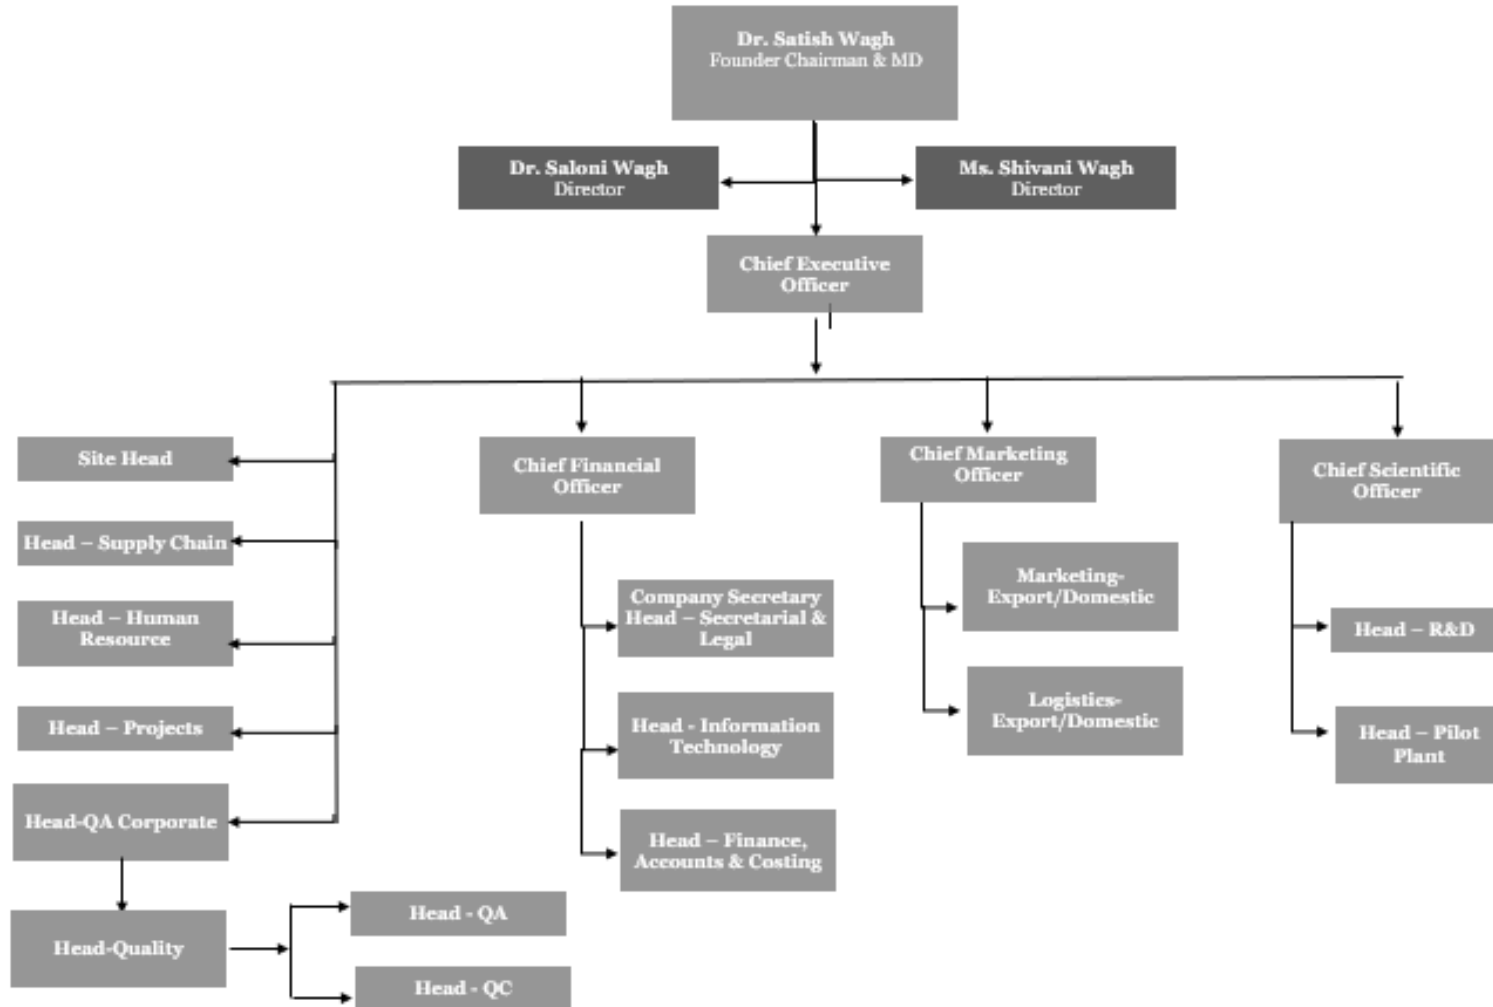 Dr. Satish Wagh
Founder Chairman & MD
Dr. Saloni Wagh
Director
Ms. Shivani Wagh
Director
Chief Executive
Officer
Site Head
Head – Supply Chain
Head – Human
Resource
Head – Projects
Head-QA Corporate
Head-Quality
Head - QA
Head - QC
Chief Financial
Officer
Company Secretary
Head – Secretarial &
Legal
Head - Information
Technology
Head – Finance,
Accounts & Costing
Chief Marketing
Officer
Marketing-
Export/Domestic
Logistics-
Export/Domestic
Chief Scientific
Officer
Head – R&D
Head – Pilot
Plant